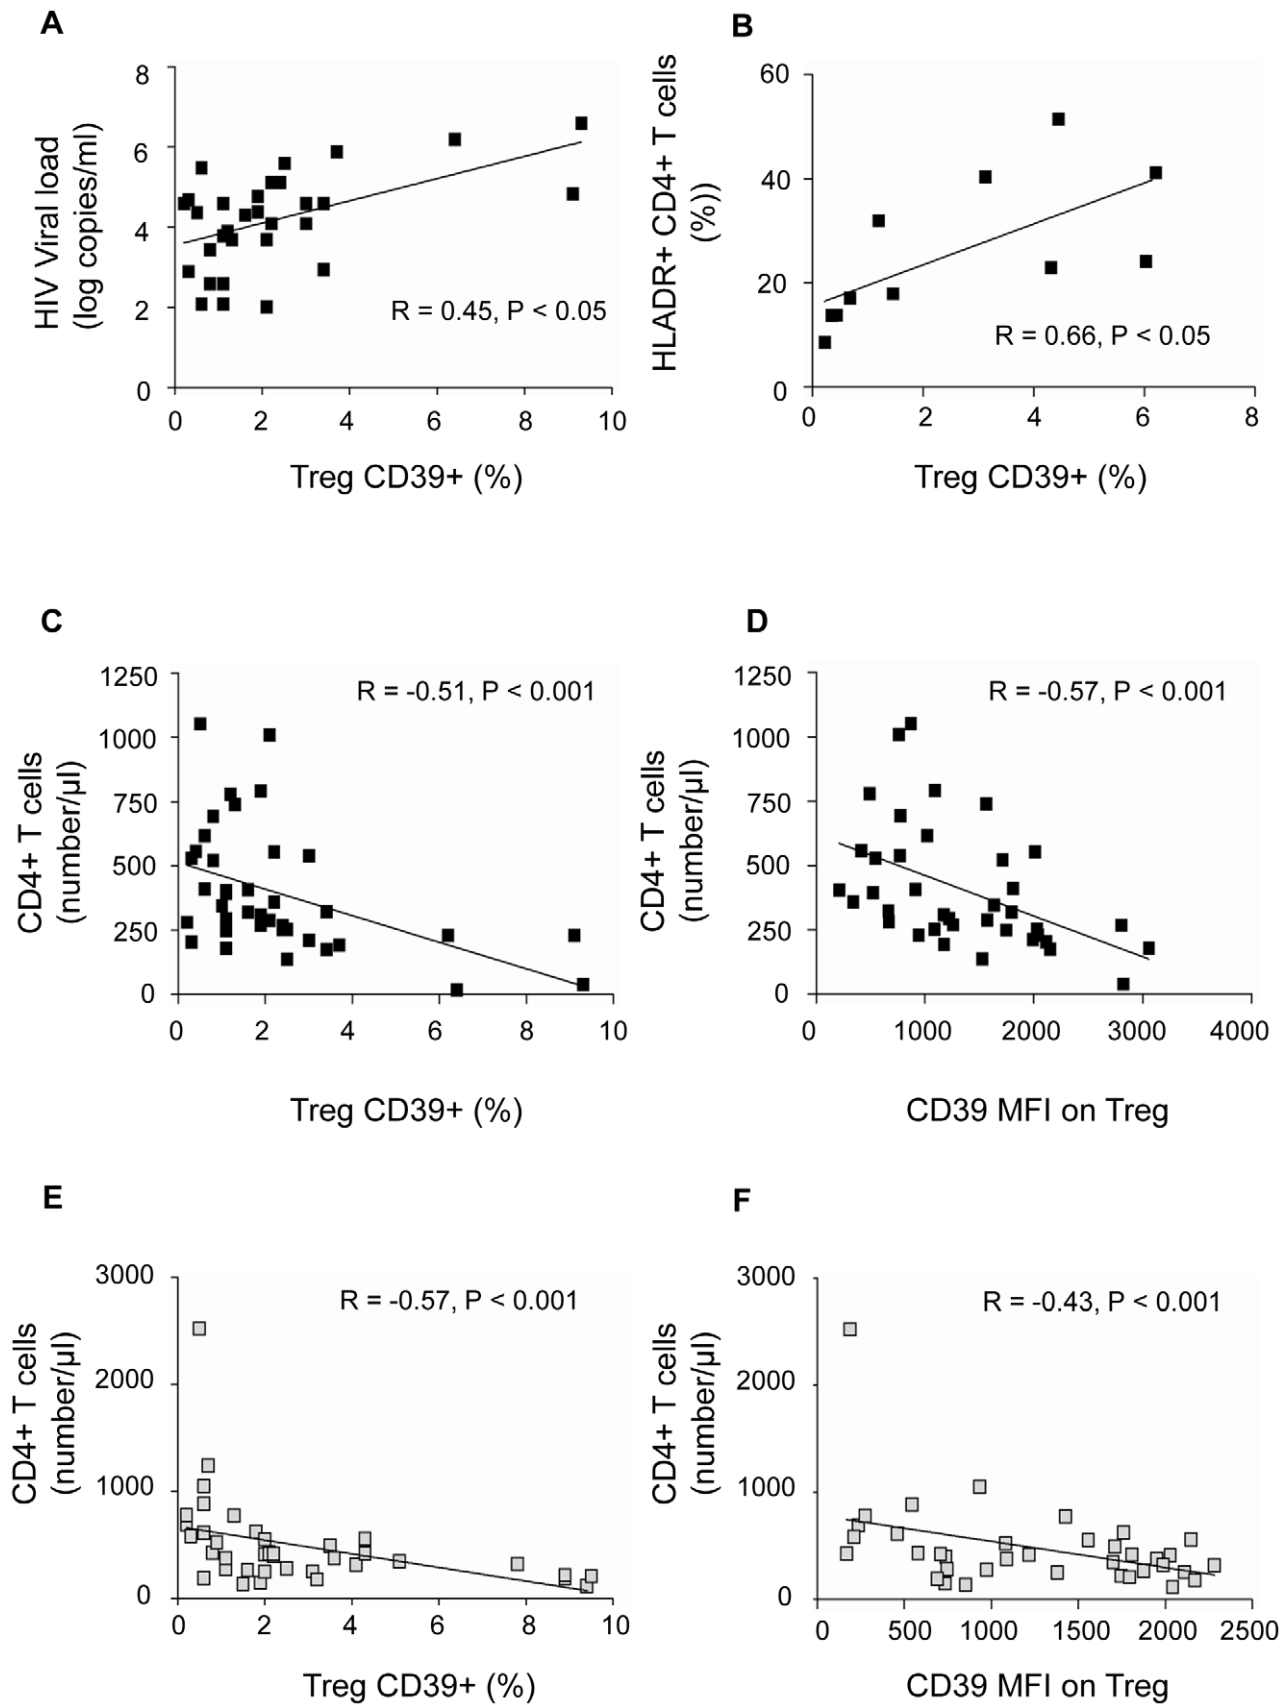 A
HIV Viral load
(log copies/ml)
8
6
4
2
0
R = 0.45, P < 0.05
0 2 4 6 8 10
Treg CD39+ (%)
B
HLADR+ CD4+ T cells
(%))
60
40
20
0
R = 0.66, P < 0.05
0 2 4 6 8
Treg CD39+ (%)
C
CD4+ T cells
(number/µl)
1250
1000
750
500
250
0
R = -0.51, P < 0.001
0 2 4 6 8 10
Treg CD39+ (%)
D
CD4+ T cells
(number/µl)
1250
1000
750
500
250
0
R = -0.57, P < 0.001
0 1000 2000 3000 4000
CD39 MFI on Treg
E
CD4+ T cells
(number/µl)
3000
2000
1000
0
R = -0.57, P < 0.001
0 2 4 6 8 10
Treg CD39+ (%)
F
CD4+ T cells
(number/µl)
3000
2000
1000
0
R = -0.43, P < 0.001
0 500 1000 1500 2000 2500
CD39 MFI on Treg